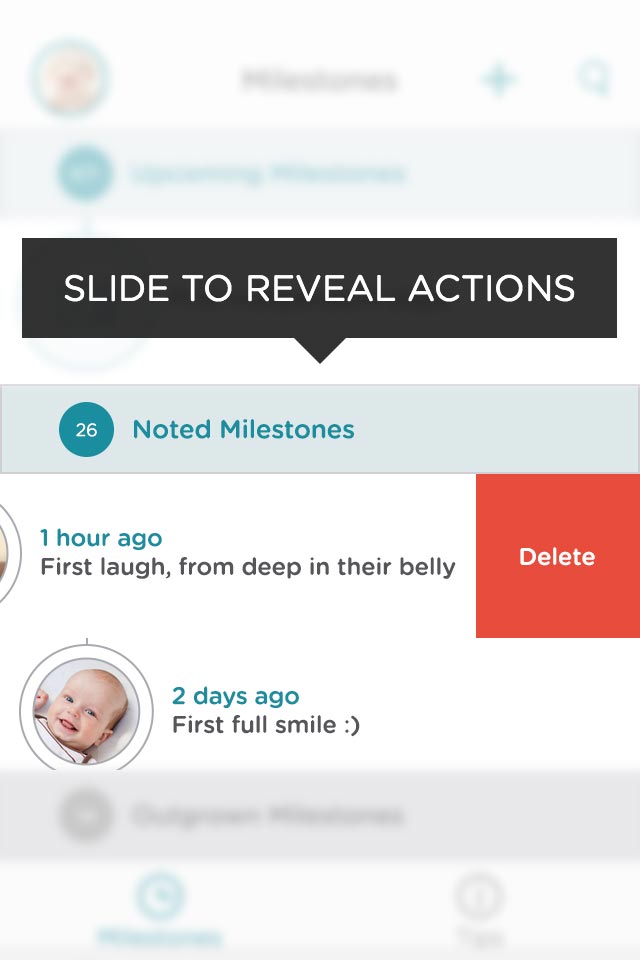 Milestones
Upcoming Milestones
SLIDE TO REVEAL ACTIONS
26
Noted Milestones
1 hour ago
First laugh, from deep in their belly
Delete
2 days ago
First full smile :)
Outgrown Milestones
Milestones
Tips